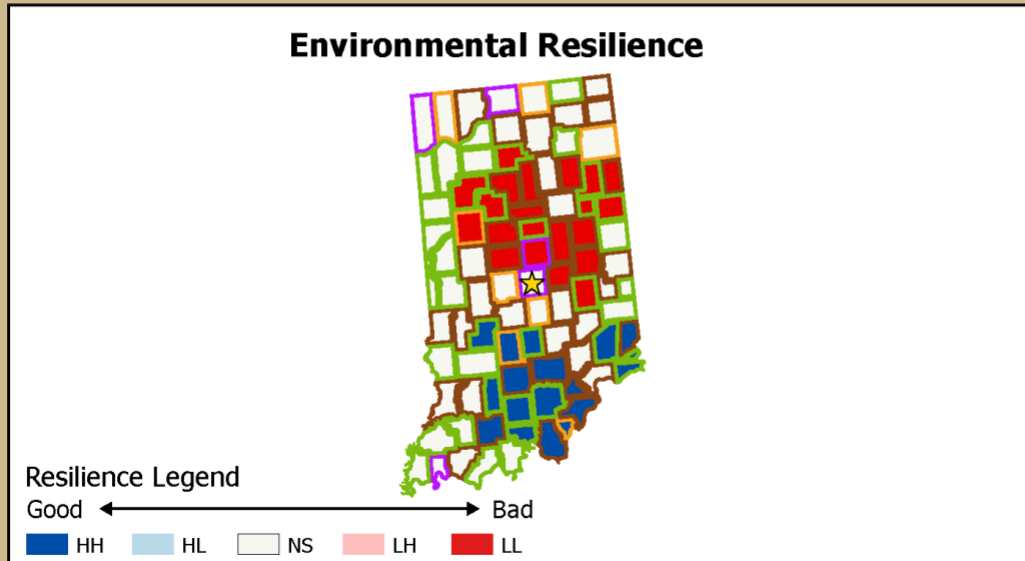 Environmental Resilience
Resilience Legend
Good Bad
HH HL NS LH LL